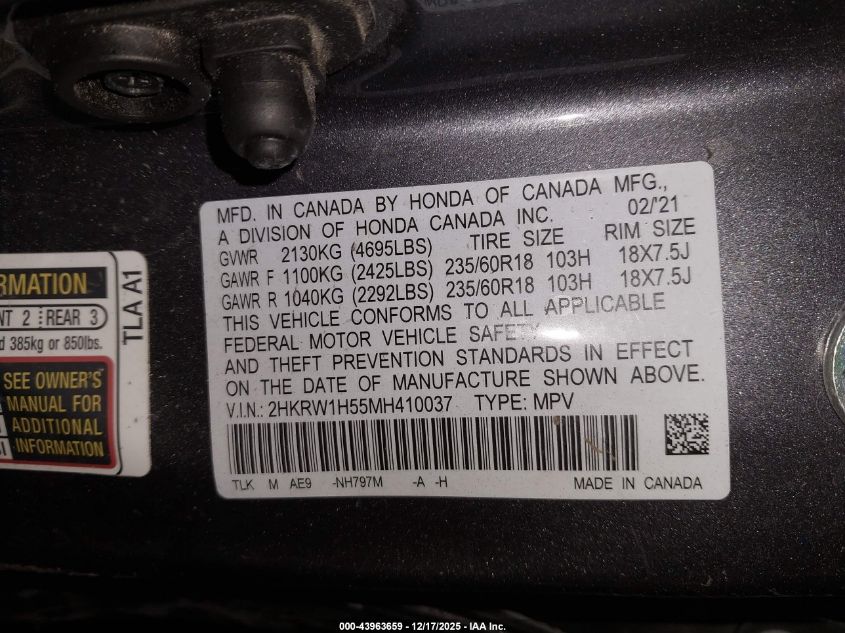 RMATION
NT 2 REAR 3
d 385kg or 850lbs.
SEE OWNER'S
MANUAL FOR
ADDITIONAL
INFORMATION
TLA A1
MFD. IN CANADA BY HONDA OF CANADA MFG.,
A DIVISION OF HONDA CANADA INC. 02/'21
GVWR 2130KG (4695LBS) TIRE SIZE RIM SIZE
GAWR F 1100KG (2425LBS) 235/60R18 103H 18X7.5J
GAWR R 1040KG (2292LBS) 235/60R18 103H 18X7.5J
THIS VEHICLE CONFORMS TO ALL APPLICABLE
FEDERAL MOTOR VEHICLE SAFETY
AND THEFT PREVENTION STANDARDS IN EFFECT
ON THE DATE OF MANUFACTURE SHOWN ABOVE.
V.I.N.: 2HKRW1H55MH410037 TYPE: MPV
TLK M AE9 -NH797M -A -H MADE IN CANADA
000-43963659 - 12/17/2025 - IAA Inc.